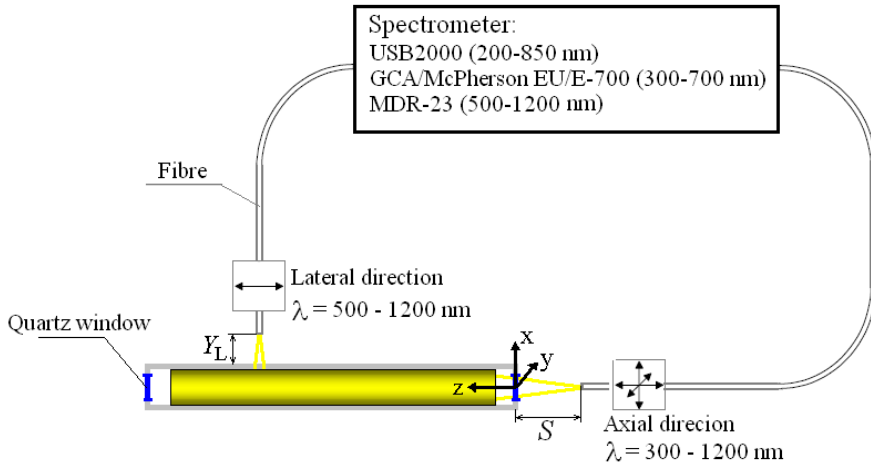 Spectrometer:
USB2000 (200-850 nm)
GCA/McPherson EU/E-700 (300-700 nm)
MDR-23 (500-1200 nm)
Fibre
Lateral direction
λ = 500 - 1200 nm
Quartz window
Y_L
x
y
z
S
Axial direcion
λ = 300 - 1200 nm